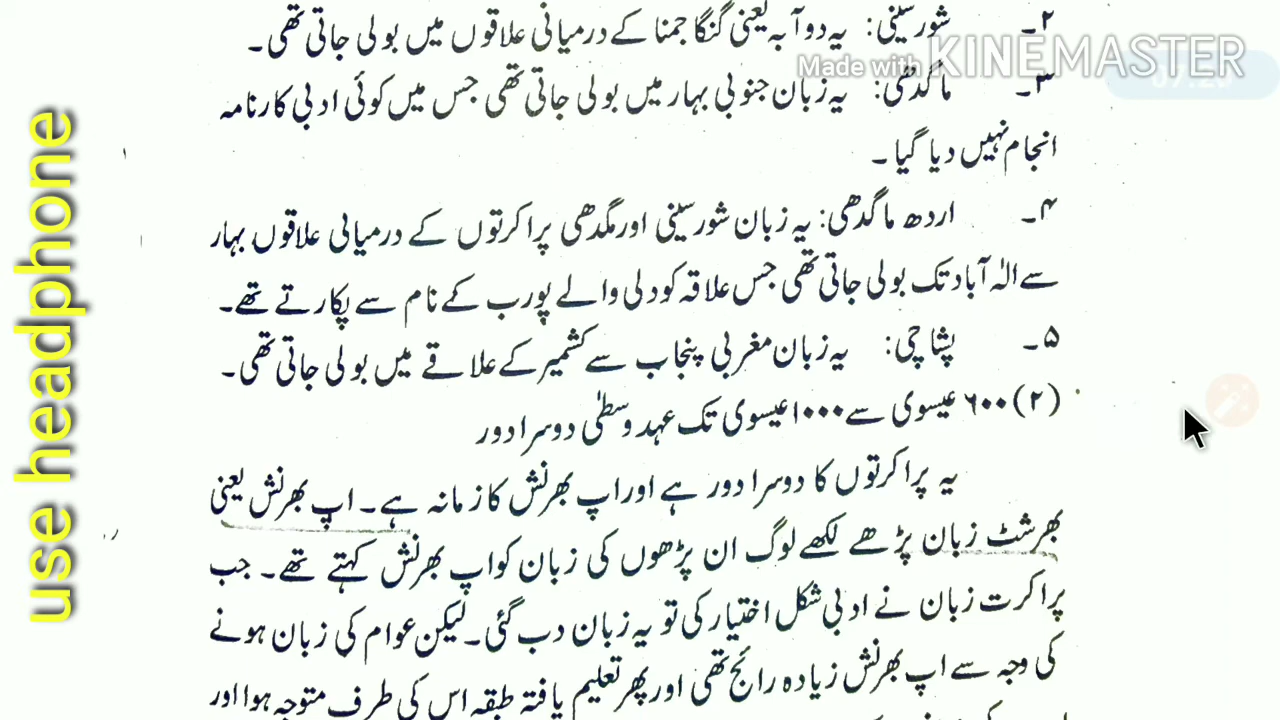 ۲۔ شورسینی: یہ دوآبہ یعنی گنگا جمنا کے درمیانی علاقوں میں بولی جاتی تھی۔
Made with KINEMASTER
۳۔ ماگدھی: یہ زبان جنوبی بہار میں بولی جاتی تھی جس میں کوئی ادبی کارنامہ
انجام نہیں دیا گیا۔
۴۔ اردھ ماگدھی: یہ زبان شورسینی اور مگدھی پراکرتوں کے درمیانی علاقوں بہار
سے الٰہ آباد تک بولی جاتی تھی جس علاقہ کو دلی والے پورب کے نام سے پکارتے تھے۔
۵۔ پشاچی: یہ زبان مغربی پنجاب سے کشمیر کے علاقے میں بولی جاتی تھی۔
(۲) ۶۰۰ عیسوی سے ۱۰۰۰ عیسوی تک عہد وسطیٰ دوسرا دور
یہ پراکرتوں کا دوسرا دور ہے اور اپ بھرنش کا زمانہ ہے۔ اپ بھرنش یعنی
بھرشٹ زبان پڑھے لکھے لوگ ان پڑھوں کی زبان کو اپ بھرنش کہتے تھے۔ جب
پراکرت زبان نے ادبی شکل اختیار کی تو یہ زبان دب گئی۔ لیکن عوام کی زبان ہونے
کی وجہ سے اپ بھرنش زیادہ رائج تھی اور پھر تعلیم یافتہ طبقہ اس کی طرف متوجہ ہوا اور
use headphone